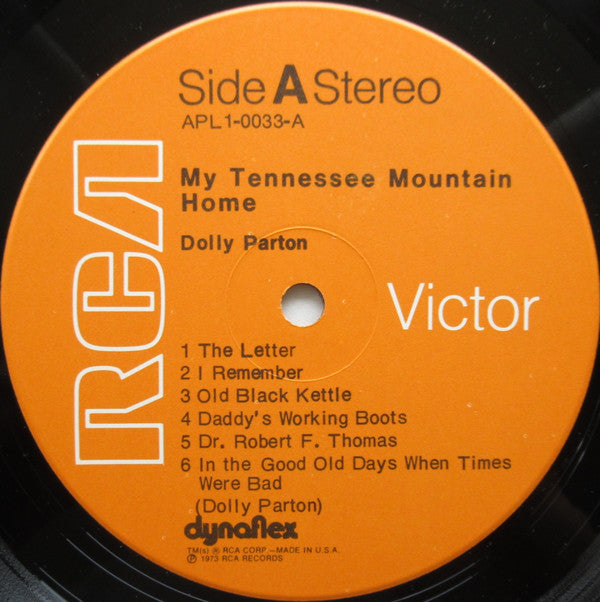 Side A Stereo
APL1-0033-A
My Tennessee Mountain
Home
Dolly Parton
RCA
Victor
1 The Letter
2 I Remember
3 Old Black Kettle
4 Daddy's Working Boots
5 Dr. Robert F. Thomas
6 In the Good Old Days When Times
Were Bad
(Dolly Parton)
dynaflex
TM(s) ® RCA CORP.—MADE IN U.S.A.
℗ 1973 RCA RECORDS